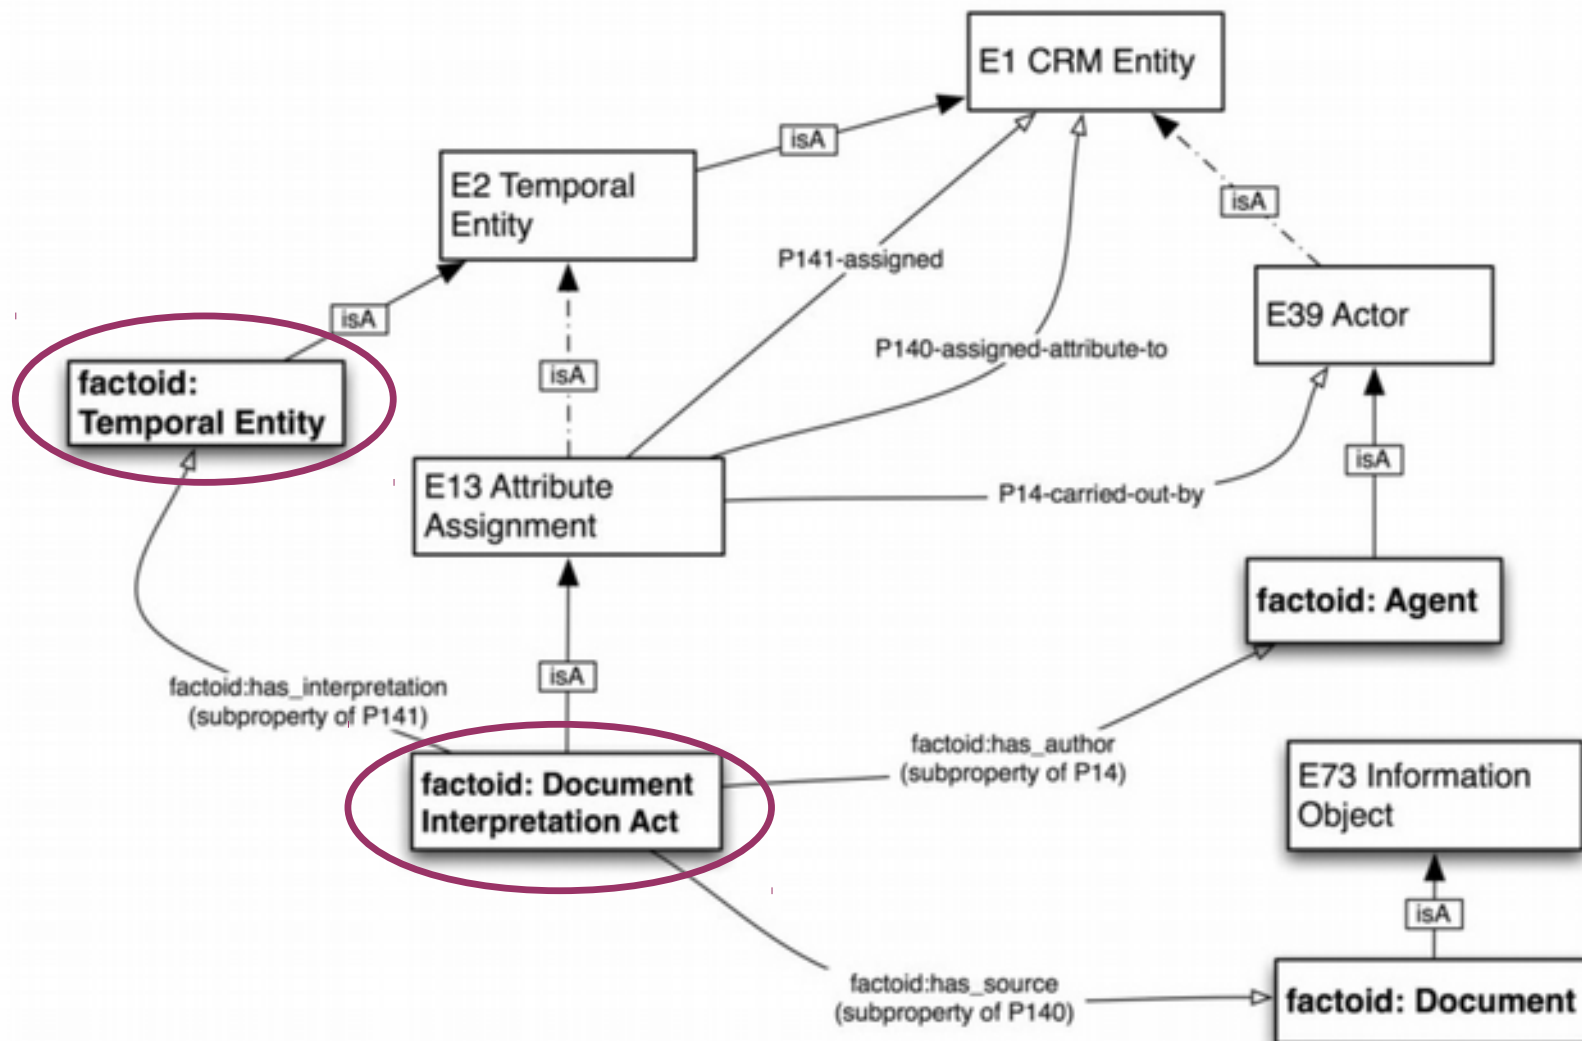 E1 CRM Entity
isA
E2 Temporal
Entity
isA
P141-assigned
E39 Actor
isA
P140-assigned-attribute-to
factoid:
Temporal Entity
isA
isA
E13 Attribute
Assignment
P14-carried-out-by
factoid: Agent
isA
factoid:has_interpretation
(subproperty of P141)
factoid:has_author
(subproperty of P14)
factoid: Document
Interpretation Act
E73 Information
Object
isA
factoid:has_source
(subproperty of P140)
factoid: Document